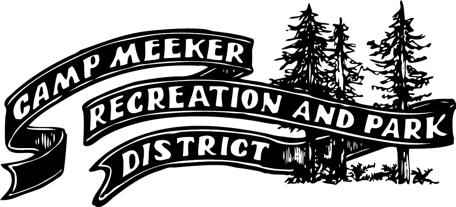 CAMP MEEKER
RECREATION AND PARK
DISTRICT